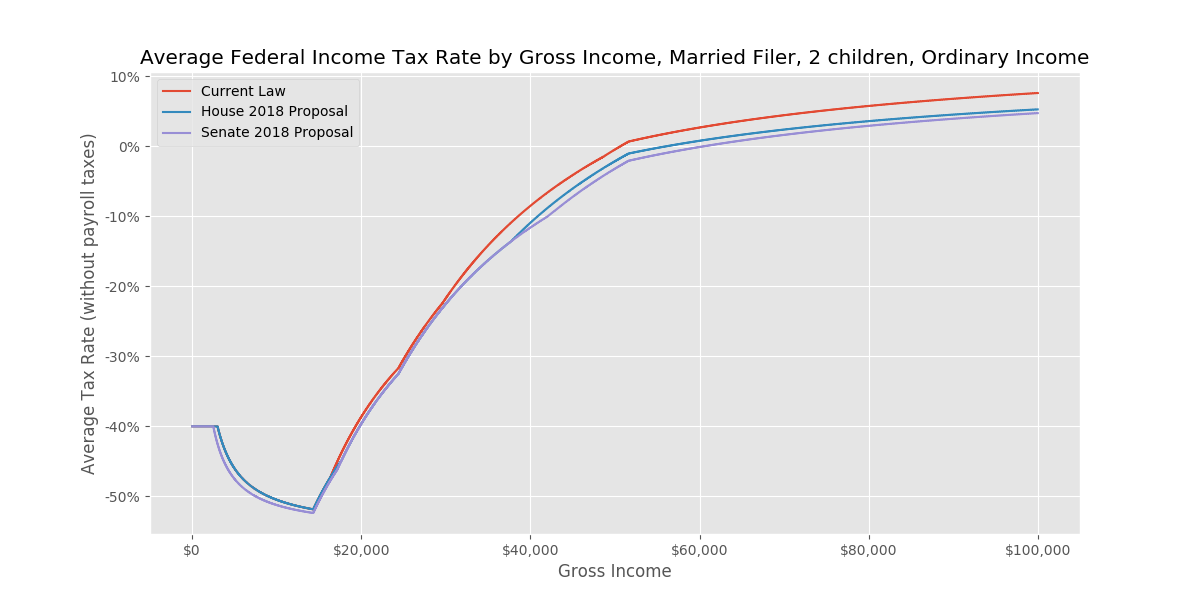 Average Federal Income Tax Rate by Gross Income, Married Filer, 2 children, Ordinary Income
Current Law
House 2018 Proposal
Senate 2018 Proposal
Average Tax Rate (without payroll taxes)
10%
0%
-10%
-20%
-30%
-40%
-50%
$0
$20,000
$40,000
$60,000
$80,000
$100,000
Gross Income